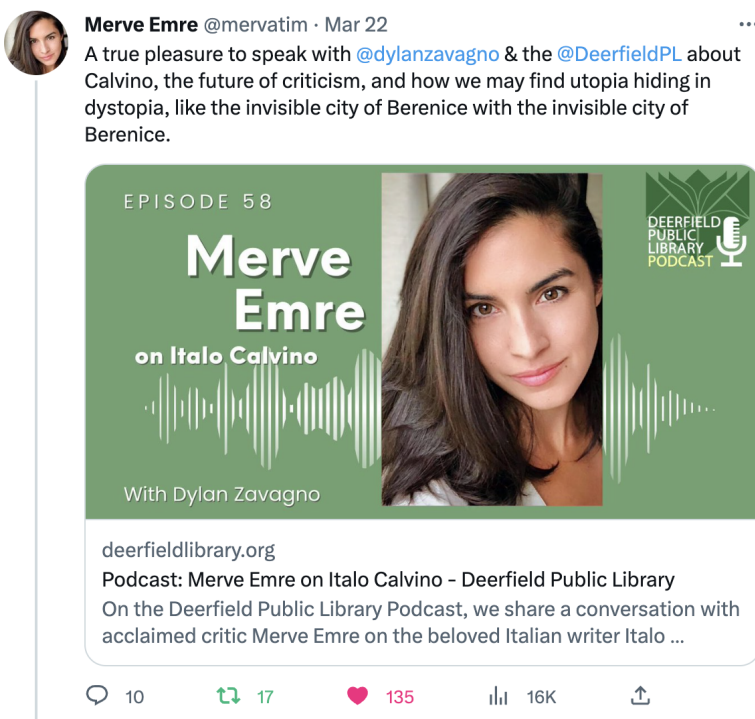 Merve Emre @mervatim · Mar 22
A true pleasure to speak with @dylanzavagno & the @DeerfieldPL about
Calvino, the future of criticism, and how we may find utopia hiding in
dystopia, like the invisible city of Berenice with the invisible city of
Berenice.
EPISODE 58
Merve
Emre
on Italo Calvino
With Dylan Zavagno
DEERFIELD
PUBLIC
LIBRARY
PODCAST
deerfieldlibrary.org
Podcast: Merve Emre on Italo Calvino - Deerfield Public Library
On the Deerfield Public Library Podcast, we share a conversation with
acclaimed critic Merve Emre on the beloved Italian writer Italo ...
10 17 135 16K